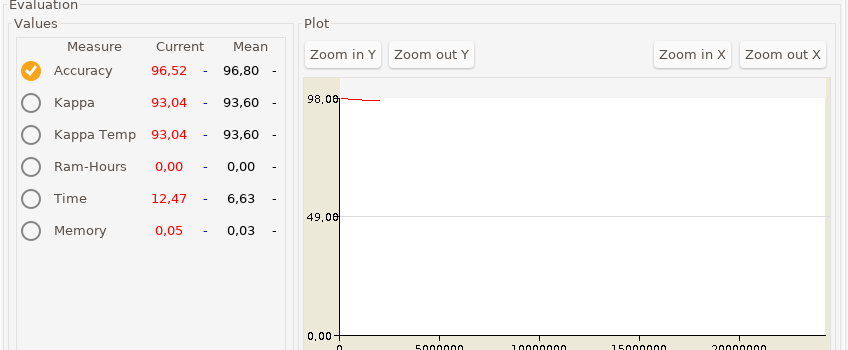 Evaluation
Values
Measure Current Mean
Accuracy 96,52 - 96,80 -
Kappa 93,04 - 93,60 -
Kappa Temp 93,04 - 93,60 -
Ram-Hours 0,00 - 0,00 -
Time 12,47 - 6,63 -
Memory 0,05 - 0,03 -
Plot
Zoom in Y Zoom out Y Zoom in X Zoom out X
98,00
49,00
0,00
0 5000000 10000000 15000000 20000000